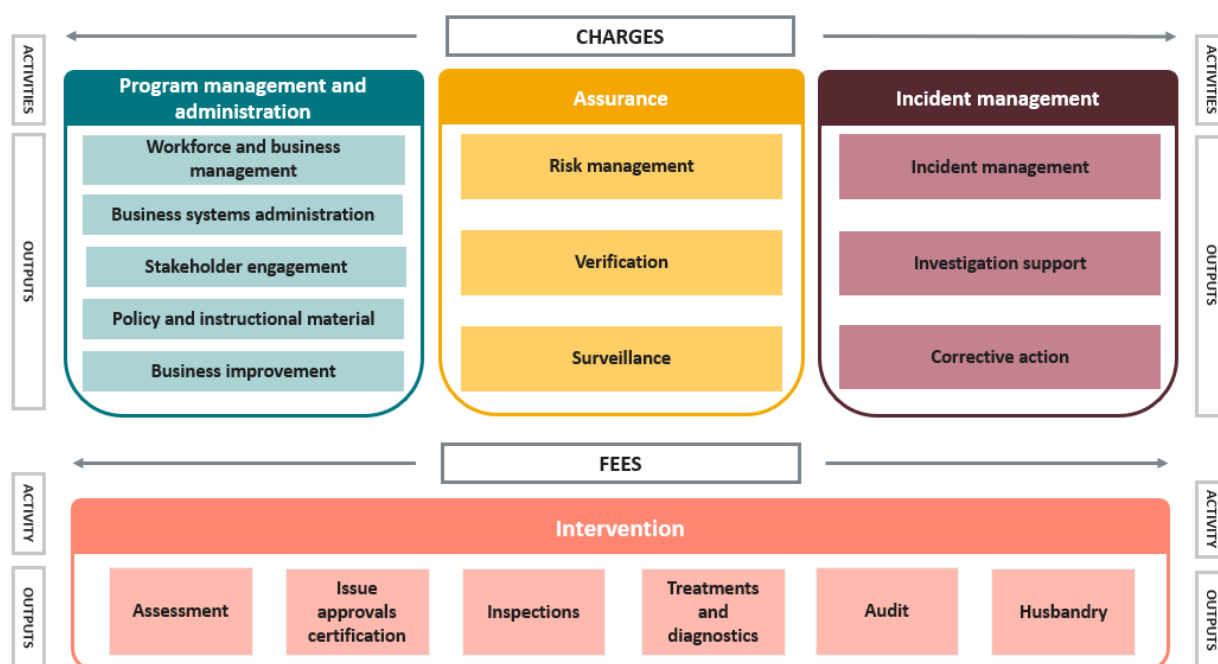 CHARGES
ACTIVITIES
ACTIVITIES
Program management and
administration
Assurance
Incident management
OUTPUTS
OUTPUTS
Workforce and business
management
Business systems administration
Stakeholder engagement
Policy and instructional material
Business improvement
Risk management
Verification
Surveillance
Incident management
Investigation support
Corrective action
FEES
ACTIVITY
ACTIVITY
Intervention
OUTPUTS
OUTPUTS
Assessment
Issue
approvals
certification
Inspections
Treatments
and
diagnostics
Audit
Husbandry